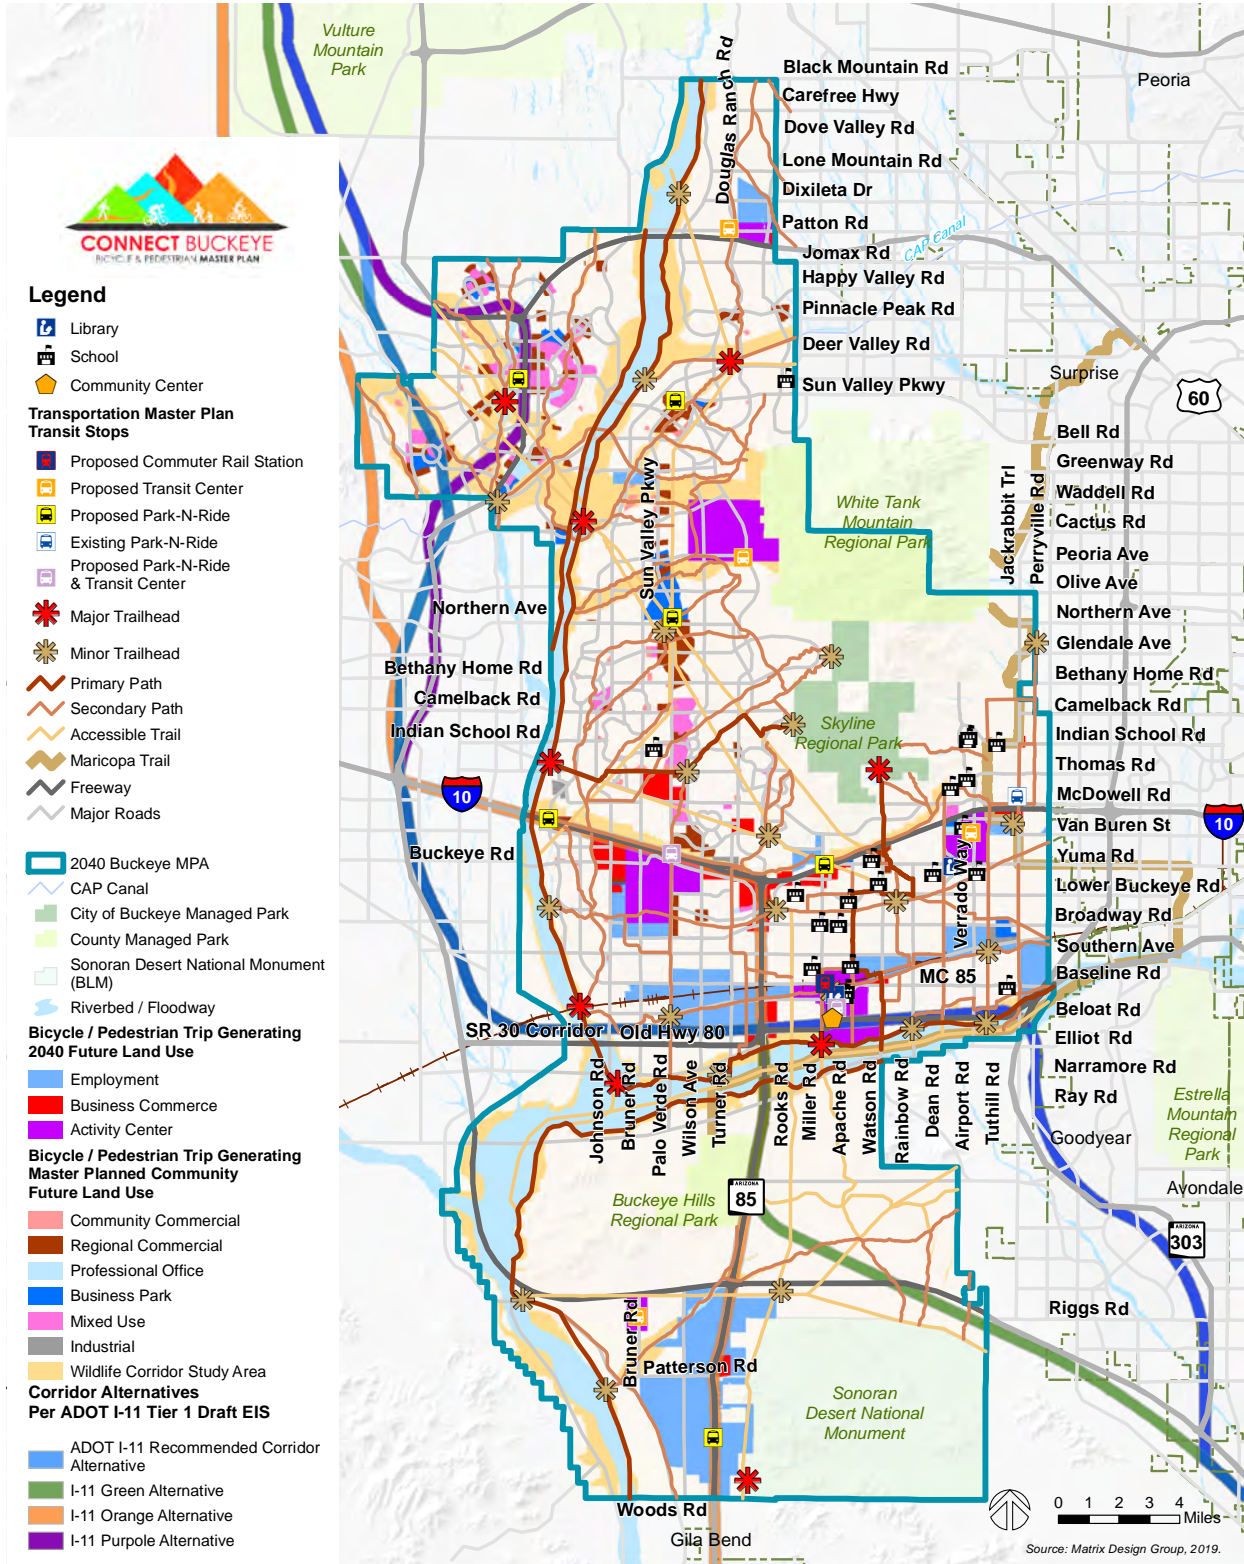 Vulture
Mountain
Park
Peoria
Black Mountain Rd
Carefree Hwy
Dove Valley Rd
Lone Mountain Rd
Dixileta Dr
Patton Rd
Jomax Rd
Happy Valley Rd
Pinnacle Peak Rd
Deer Valley Rd
Sun Valley Pkwy
Douglas Ranch Rd
CAP Canal
Surprise
60
CONNECT BUCKEYE
BICYCLE & PEDESTRIAN MASTER PLAN
Legend
Library
School
Community Center
Transportation Master Plan
Transit Stops
Proposed Commuter Rail Station
Proposed Transit Center
Proposed Park-N-Ride
Existing Park-N-Ride
Proposed Park-N-Ride
& Transit Center
Major Trailhead
Minor Trailhead
Primary Path
Secondary Path
Accessible Trail
Maricopa Trail
Freeway
Major Roads
2040 Buckeye MPA
CAP Canal
City of Buckeye Managed Park
County Managed Park
Sonoran Desert National Monument
(BLM)
Riverbed / Floodway
Bicycle / Pedestrian Trip Generating
2040 Future Land Use
Employment
Business Commerce
Activity Center
Bicycle / Pedestrian Trip Generating
Master Planned Community
Future Land Use
Community Commercial
Regional Commercial
Professional Office
Business Park
Mixed Use
Industrial
Wildlife Corridor Study Area
Corridor Alternatives
Per ADOT I-11 Tier 1 Draft EIS
ADOT I-11 Recommended Corridor
Alternative
I-11 Green Alternative
I-11 Orange Alternative
I-11 Purpole Alternative
Bell Rd
Greenway Rd
Waddell Rd
Cactus Rd
Peoria Ave
Olive Ave
Northern Ave
Glendale Ave
Bethany Home Rd
Camelback Rd
Indian School Rd
Thomas Rd
McDowell Rd
Van Buren St
Yuma Rd
Lower Buckeye Rd
Broadway Rd
Southern Ave
Baseline Rd
Beloat Rd
Elliot Rd
Narramore Rd
Ray Rd
Goodyear
Jackrabbit Trl
Perryville Rd
Sun Valley Pkwy
White Tank
Mountain
Regional Park
Northern Ave
Bethany Home Rd
Camelback Rd
Indian School Rd
10
Buckeye Rd
Skyline
Regional Park
10
Verrado Way
MC 85
SR 30 Corridor
Old Hwy 80
Johnson Rd
Bruner Rd
Palo Verde Rd
Wilson Ave
Turner Rd
Rooks Rd
Miller Rd
Apache Rd
Watson Rd
Rainbow Rd
Dean Rd
Airport Rd
Tuthill Rd
Estrella
Mountain
Regional
Park
Avondale
ARIZONA
303
ARIZONA
85
Buckeye Hills
Regional Park
Riggs Rd
Bruner Rd
Patterson Rd
Sonoran
Desert National
Monument
Woods Rd
Gila Bend
0 1 2 3 4
Miles
Source: Matrix Design Group, 2019.